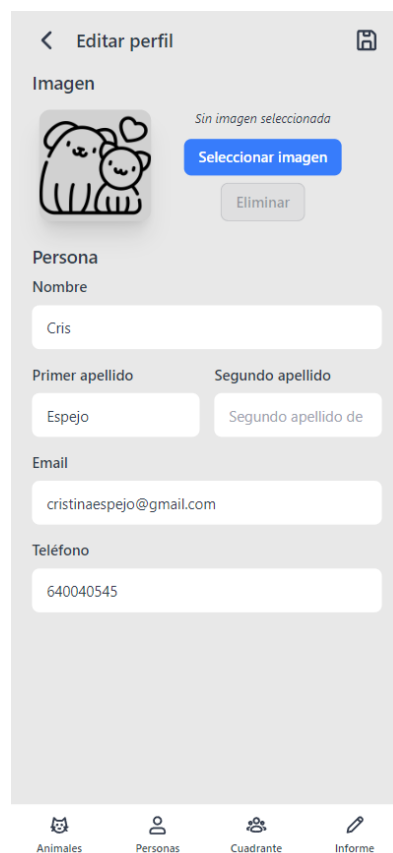 Editar perfil
Imagen
Sin imagen seleccionada
Seleccionar imagen
Eliminar
Persona
Nombre
Cris
Primer apellido Segundo apellido
Espejo Segundo apellido de
Email
cristinaespejo@gmail.com
Teléfono
640040545
Animales Personas Cuadrante Informe